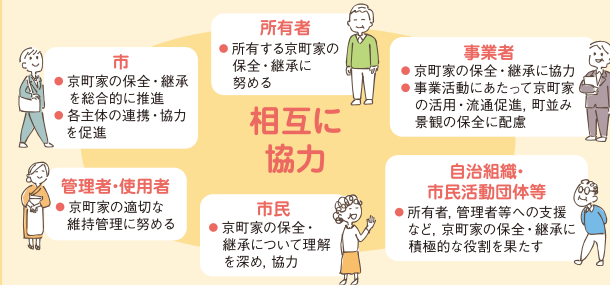 所有者
● 所有する京町家の
保全・継承に
努める
市
● 京町家の保全・継承
を総合的に推進
● 各主体の連携・協力
を促進
事業者
● 京町家の保全・継承に協力
● 事業活動にあたって京町家
の活用・流通促進，町並み
景観の保全に配慮
相互に
協力
管理者・使用者
● 京町家の適切な
維持管理に努める
市民
● 京町家の保全・
継承について理解
を深め，協力
自治組織・
市民活動団体等
● 所有者，管理者等への支援
など，京町家の保全・継承に
積極的な役割を果たす